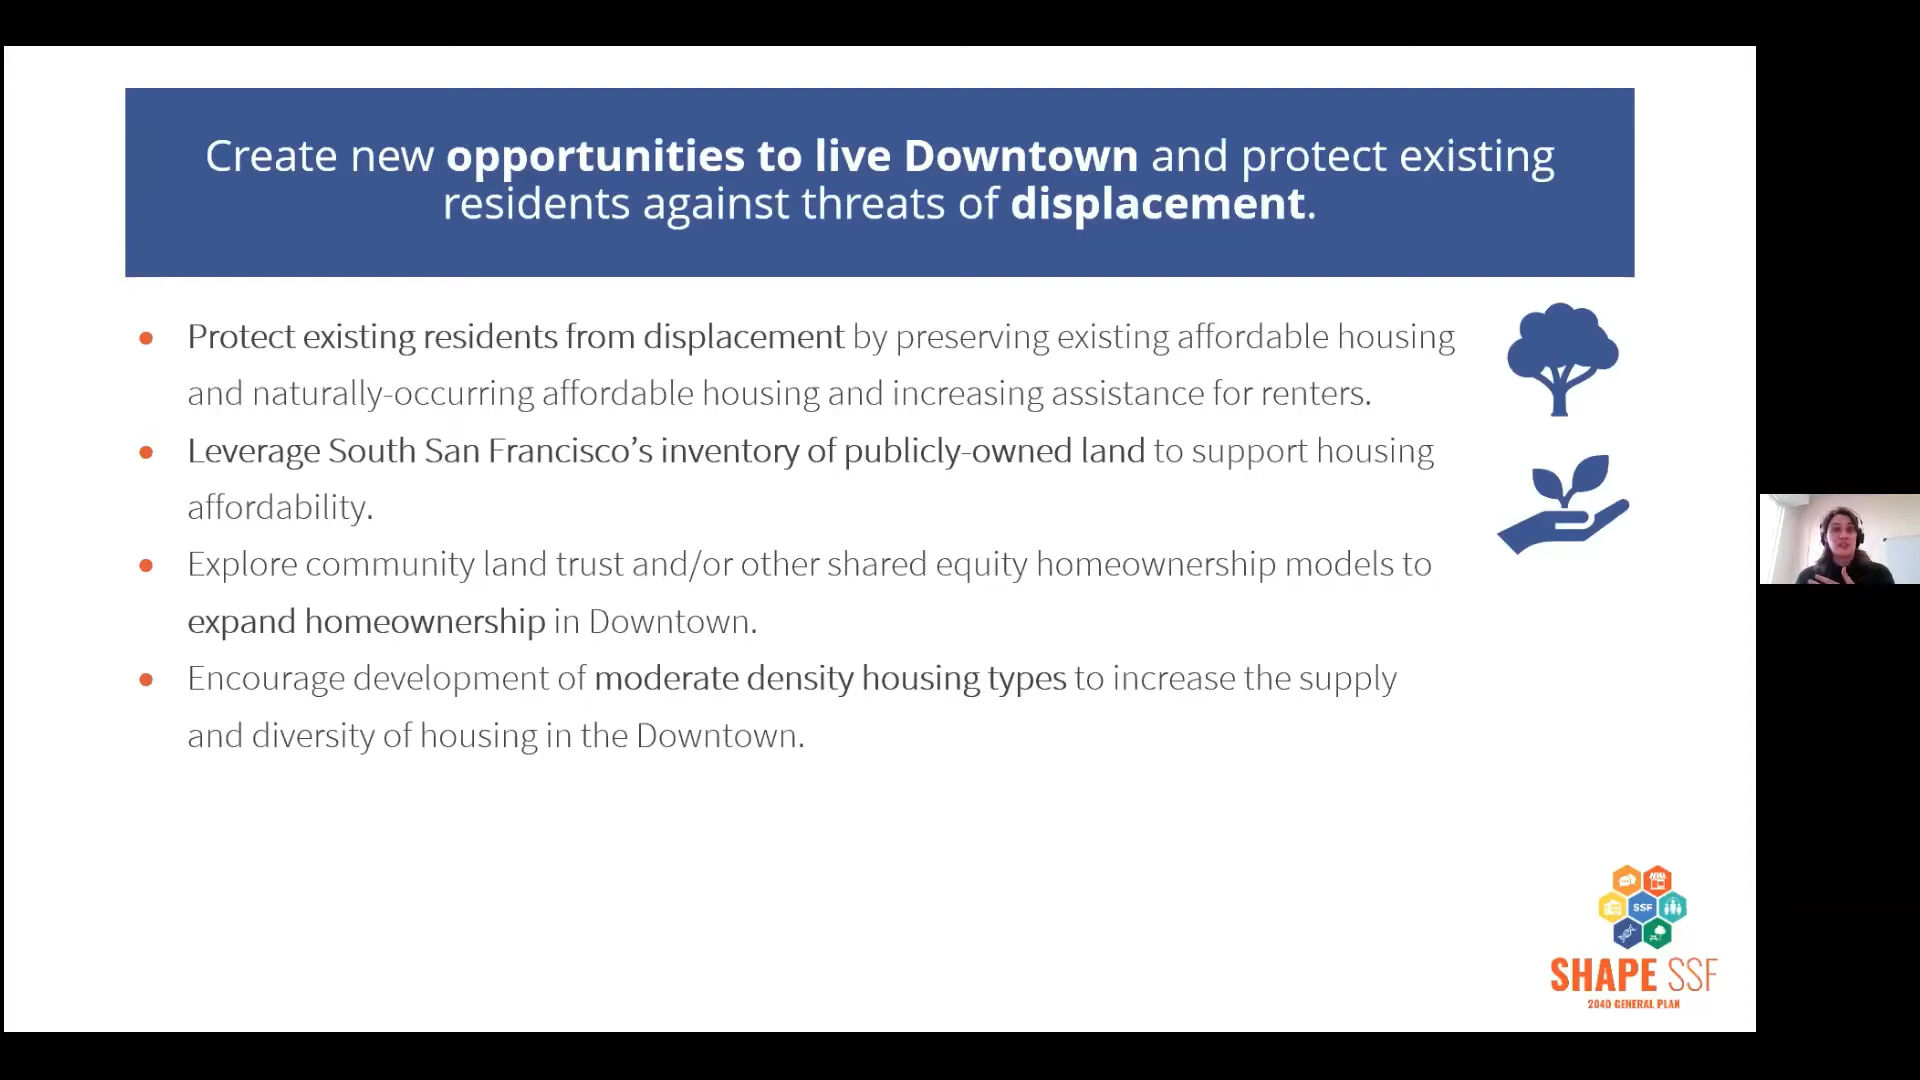 Create new opportunities to live Downtown and protect existing
residents against threats of displacement.
• Protect existing residents from displacement by preserving existing affordable housing
and naturally-occurring affordable housing and increasing assistance for renters.
• Leverage South San Francisco’s inventory of publicly-owned land to support housing
affordability.
• Explore community land trust and/or other shared equity homeownership models to
expand homeownership in Downtown.
• Encourage development of moderate density housing types to increase the supply
and diversity of housing in the Downtown.
SSF
SHAPE SSF
2040 GENERAL PLAN